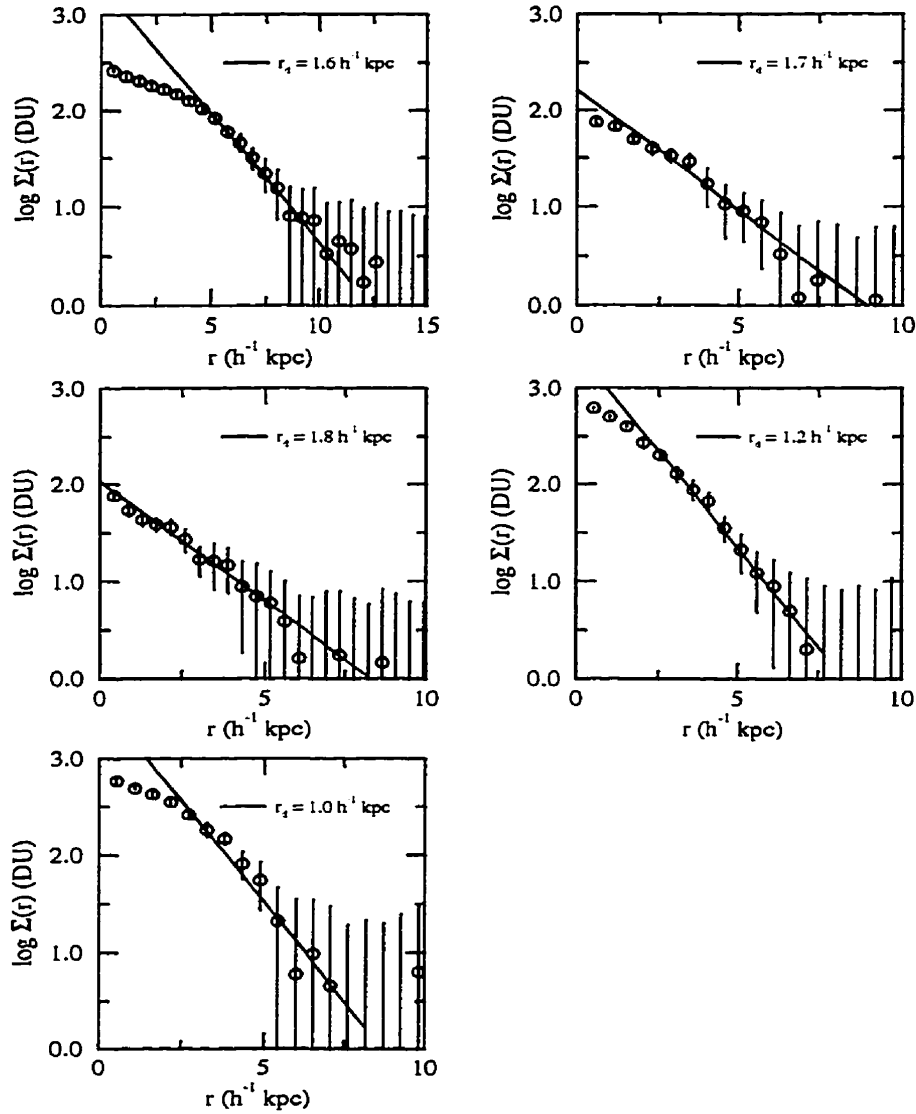 3.0
2.0
1.0
0.0
log Σ(r) (DU)
r_d = 1.6 h⁻¹ kpc
0 5 10 15
r (h⁻¹ kpc)
3.0
2.0
1.0
0.0
log Σ(r) (DU)
r_d = 1.7 h⁻¹ kpc
0 5 10
r (h⁻¹ kpc)
3.0
2.0
1.0
0.0
log Σ(r) (DU)
r_d = 1.8 h⁻¹ kpc
0 5 10
r (h⁻¹ kpc)
3.0
2.0
1.0
0.0
log Σ(r) (DU)
r_d = 1.2 h⁻¹ kpc
0 5 10
r (h⁻¹ kpc)
3.0
2.0
1.0
0.0
log Σ(r) (DU)
r_d = 1.0 h⁻¹ kpc
0 5 10
r (h⁻¹ kpc)